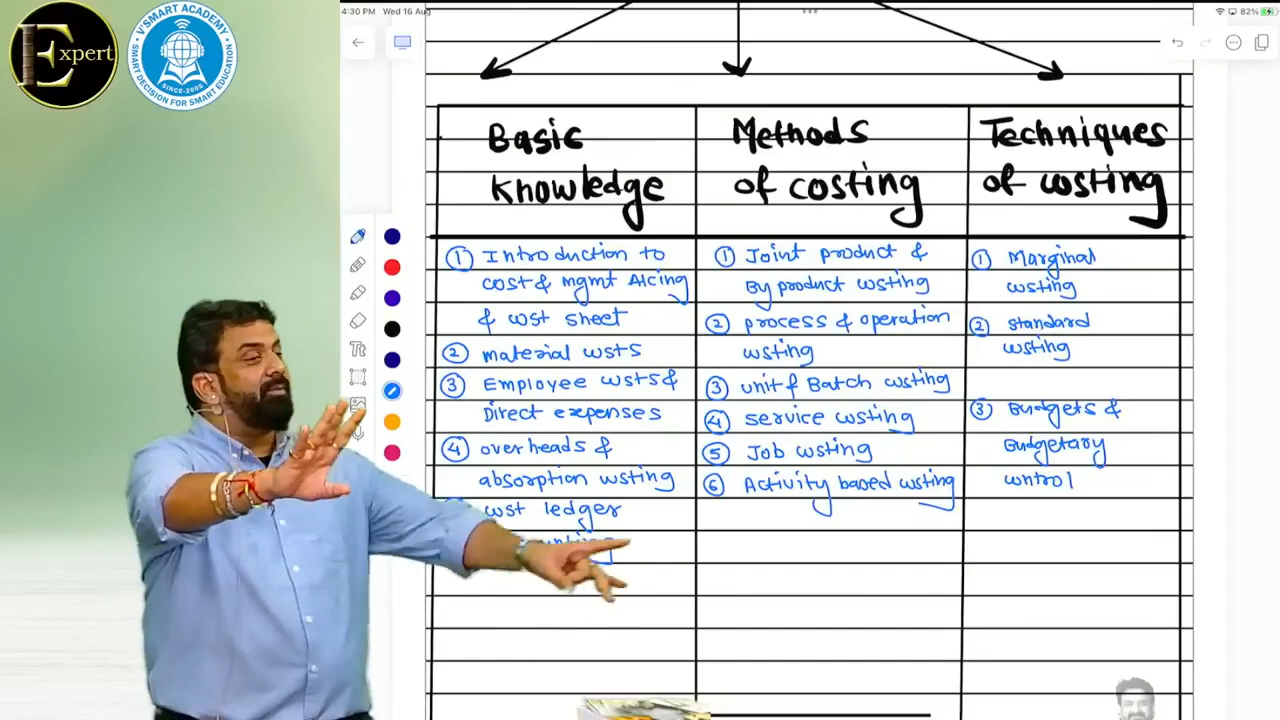 Expert
V'SMART ACADEMY
SINCE-2005
SMART DECISION FOR SMART EDUCATION
4:30 PM Wed 16 Aug
82%
Basic
Knowledge
① Introduction to
cost & mgmt A/cing
& cost sheet
② material costs
③ Employee costs &
Direct expenses
④ overheads &
absorption costing
cost ledger
Methods
of costing
① Joint product &
By product costing
② process & operation
costing
③ unit & Batch costing
④ service costing
⑤ Job costing
⑥ Activity based costing
Techniques
of costing
① Marginal
costing
② standard
costing
③ Budgets &
Budgetary
control
Tt